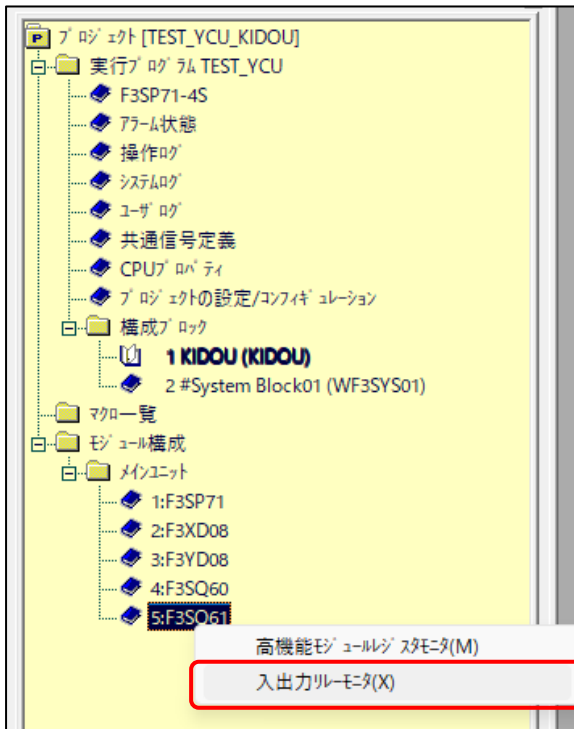 ﾌﾟﾛｼﾞｪｸﾄ [TEST_YCU_KIDOU]
実行ﾌﾟﾛｸﾞﾗﾑ TEST_YCU
F3SP71-4S
ｱﾗｰﾑ状態
操作ﾛｸﾞ
ｼｽﾃﾑﾛｸﾞ
ﾕｰｻﾞﾛｸﾞ
共通信号定義
CPUﾌﾟﾛﾊﾟﾃｨ
ﾌﾟﾛｼﾞｪｸﾄの設定/ｺﾝﾌｨｷﾞｭﾚｰｼｮﾝ
構成ﾌﾞﾛｯｸ
1 KIDOU (KIDOU)
2 #System Block01 (WF3SYS01)
ﾏｸﾛ一覧
ﾓｼﾞｭｰﾙ構成
ﾒｲﾝﾕﾆｯﾄ
1:F3SP71
2:F3XD08
3:F3YD08
4:F3SQ60
5:F3SQ61
高機能ﾓｼﾞｭｰﾙﾚｼﾞｽﾀﾓﾆﾀ(M)
入出力ﾘﾚｰﾓﾆﾀ(X)